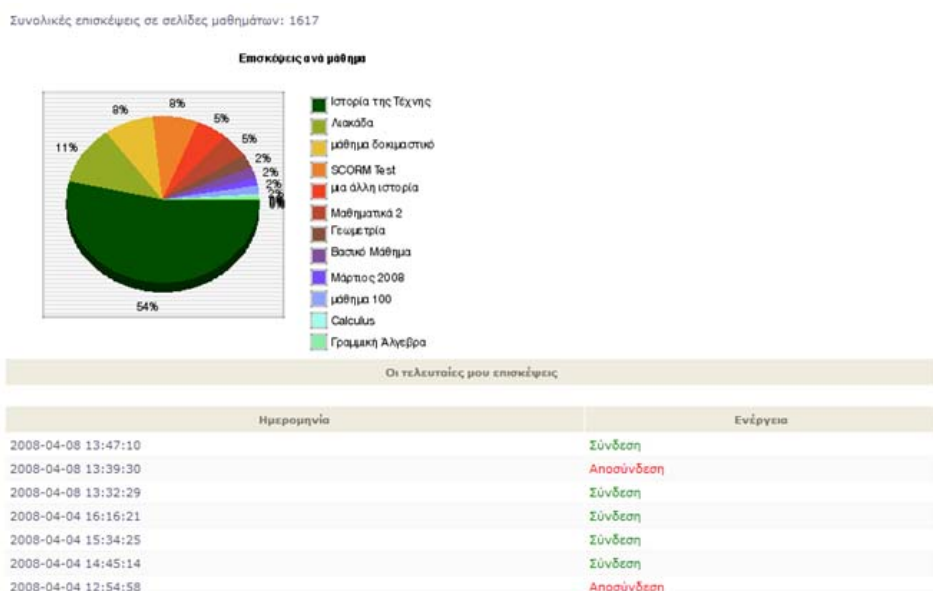 Συνολικές επισκέψεις σε σελίδες μαθημάτων: 1617
Επισκέψεις ανά μάθημα
8%
8%
5%
5%
11%
2%
2%
2%
54%
Ιστορία της Τέχνης
Λιακάδα
μάθημα δοκιμαστικό
SCORM Test
μια άλλη ιστορία
Μαθηματικά 2
Γεωμετρία
Βασικό Μάθημα
Μάρτιος 2008
μάθημα 100
Calculus
Γραμμική Άλγεβρα
Οι τελευταίες μου επισκέψεις
Ημερομηνία Ενέργεια
2008-04-08 13:47:10 Σύνδεση
2008-04-08 13:39:30 Αποσύνδεση
2008-04-08 13:32:29 Σύνδεση
2008-04-04 16:16:21 Σύνδεση
2008-04-04 15:34:25 Σύνδεση
2008-04-04 14:45:14 Σύνδεση
2008-04-04 12:54:58 Αποσύνδεση